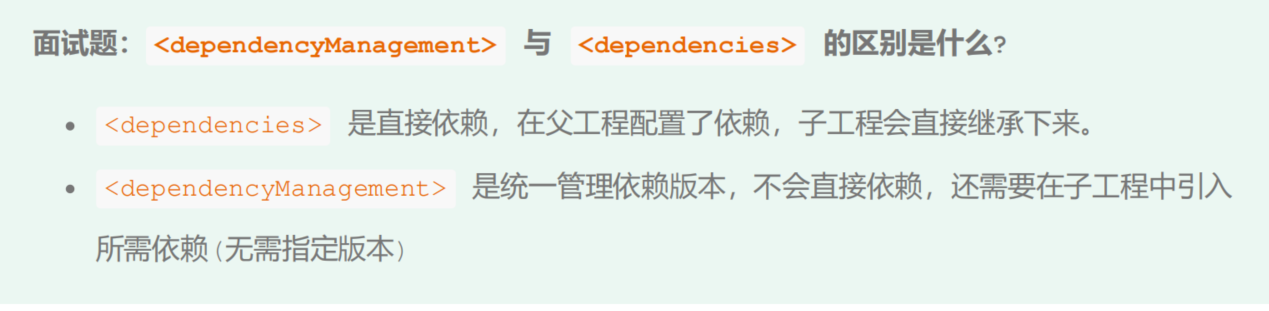 面试题：<dependencyManagement> 与 <dependencies> 的区别是什么?
• <dependencies> 是直接依赖，在父工程配置了依赖，子工程会直接继承下来。
• <dependencyManagement> 是统一管理依赖版本，不会直接依赖，还需要在子工程中引入
所需依赖(无需指定版本)